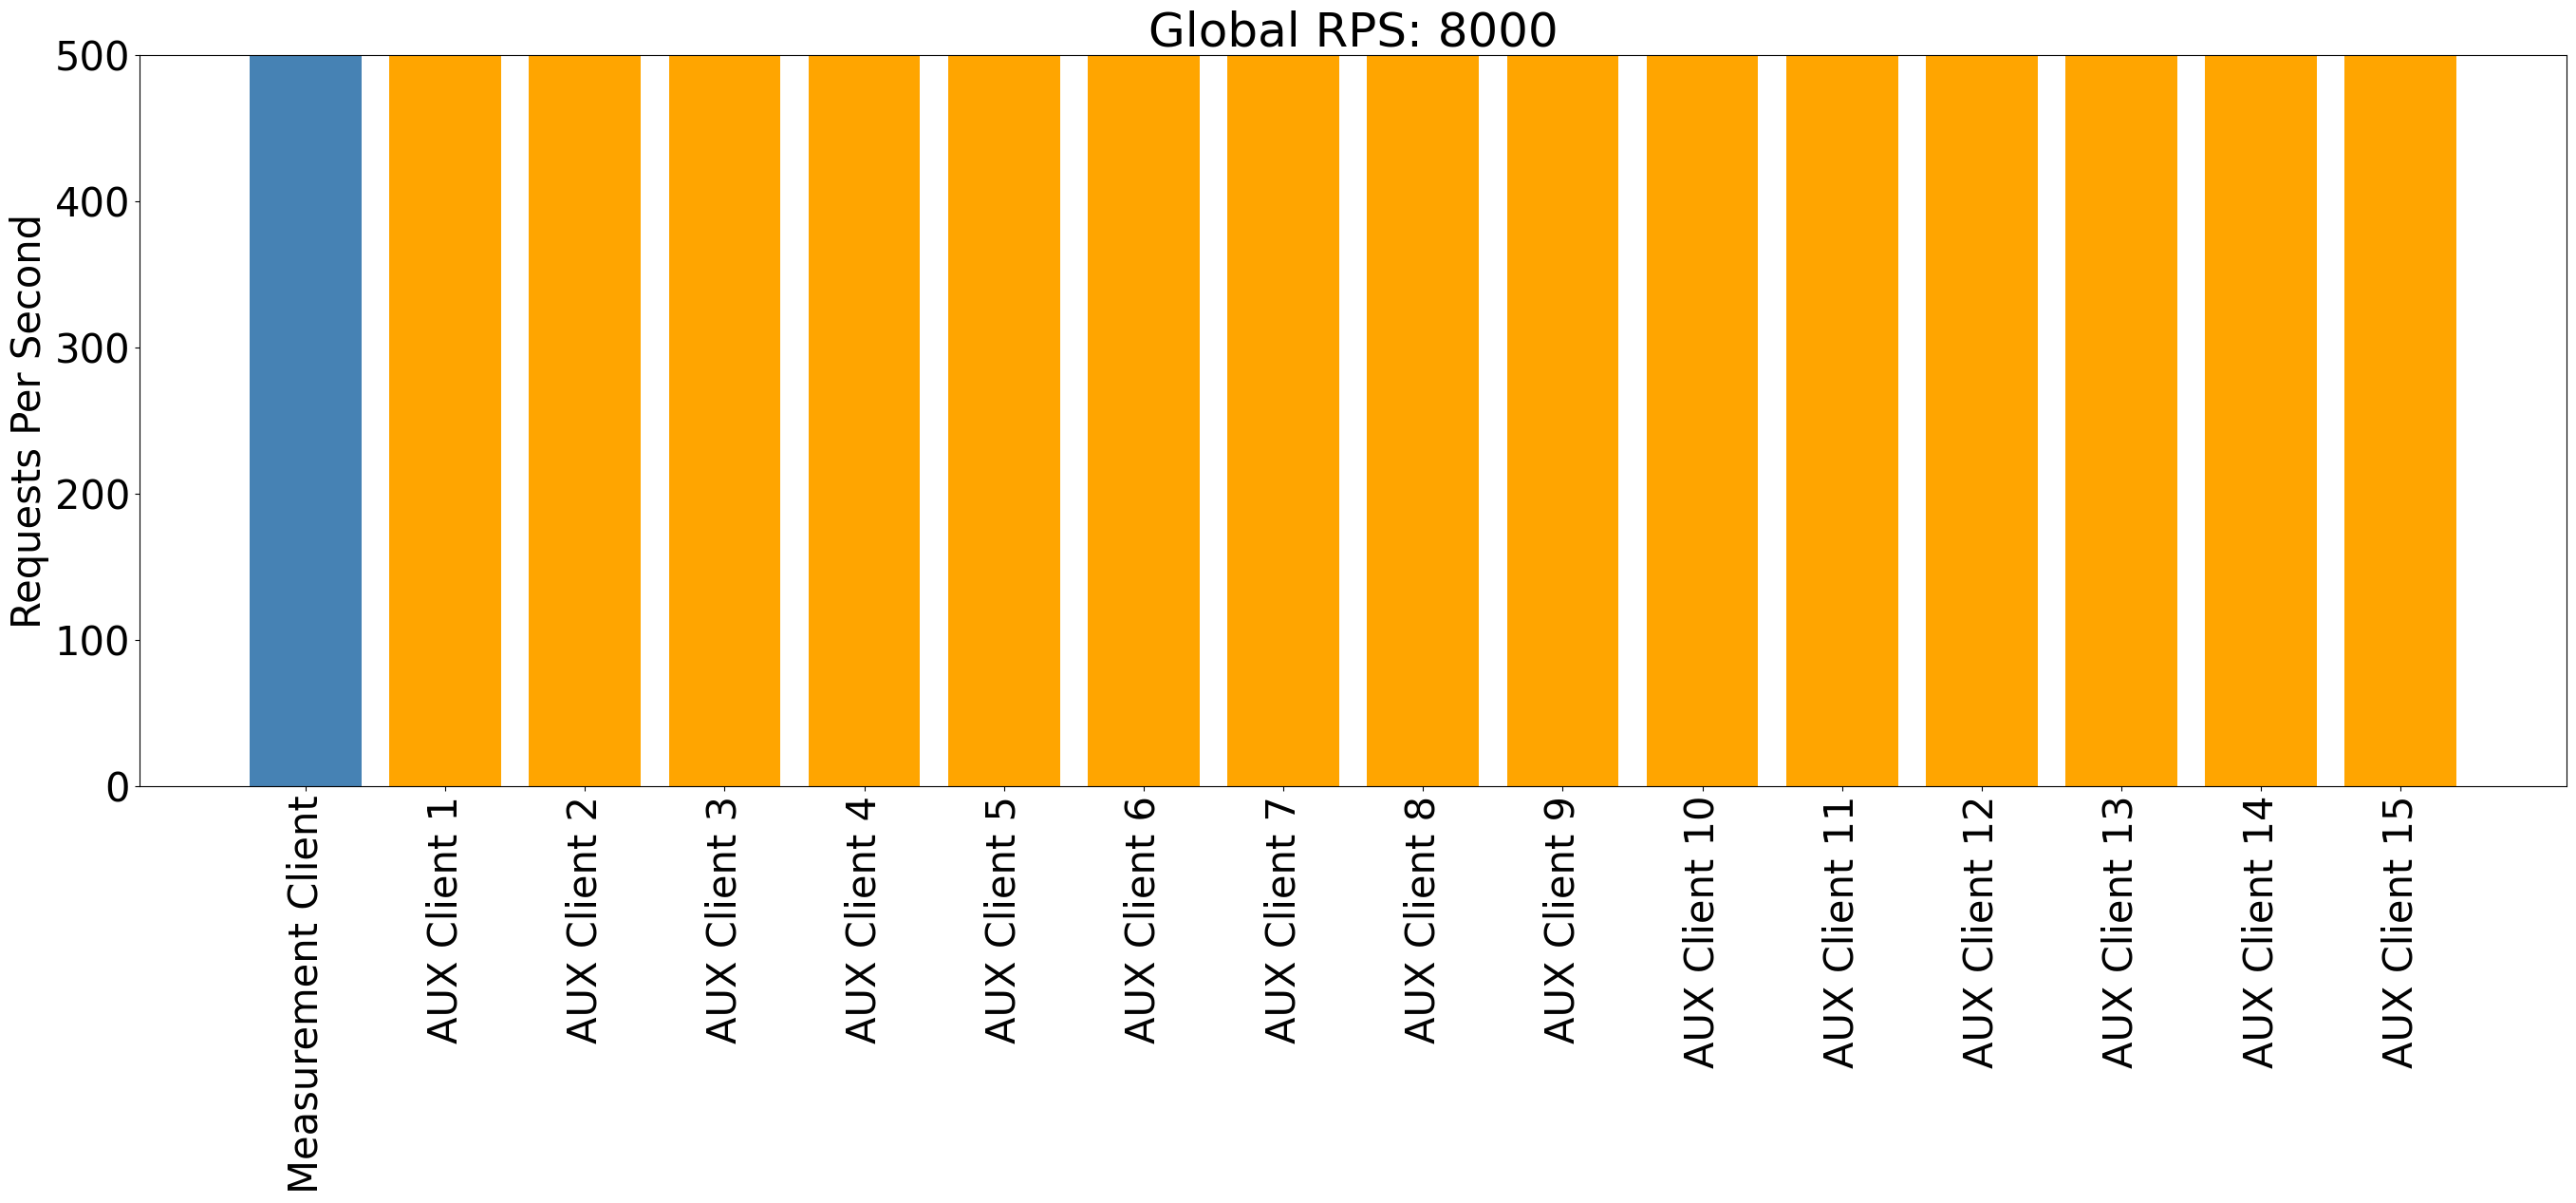 Global RPS: 8000
Requests Per Second
500
400
300
200
100
0
Measurement Client
AUX Client 1
AUX Client 2
AUX Client 3
AUX Client 4
AUX Client 5
AUX Client 6
AUX Client 7
AUX Client 8
AUX Client 9
AUX Client 10
AUX Client 11
AUX Client 12
AUX Client 13
AUX Client 14
AUX Client 15